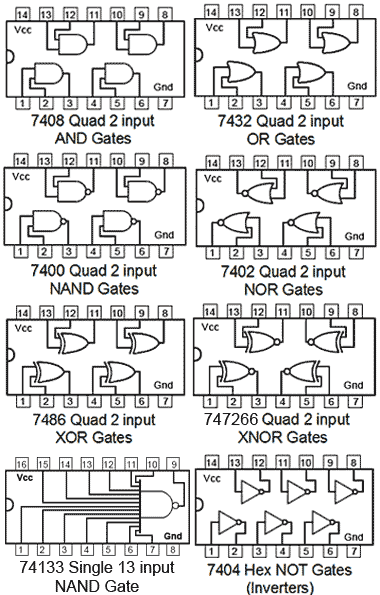 14 13 12 11 10 9 8
Vcc
Gnd
1 2 3 4 5 6 7
7408 Quad 2 input
AND Gates
14 13 12 11 10 9 8
Vcc
Gnd
1 2 3 4 5 6 7
7432 Quad 2 input
OR Gates
14 13 12 11 10 9 8
Vcc
Gnd
1 2 3 4 5 6 7
7400 Quad 2 input
NAND Gates
14 13 12 11 10 9 8
Vcc
Gnd
1 2 3 4 5 6 7
7402 Quad 2 input
NOR Gates
14 13 12 11 10 9 8
Vcc
Gnd
1 2 3 4 5 6 7
7486 Quad 2 input
XOR Gates
14 13 12 11 10 9 8
Vcc
Gnd
1 2 3 4 5 6 7
747266 Quad 2 input
XNOR Gates
16 15 14 13 12 11 10 9
Vcc
Gnd
1 2 3 4 5 6 7 8
74133 Single 13 input
NAND Gate
14 13 12 11 10 9 8
Vcc
Gnd
1 2 3 4 5 6 7
7404 Hex NOT Gates
(Inverters)